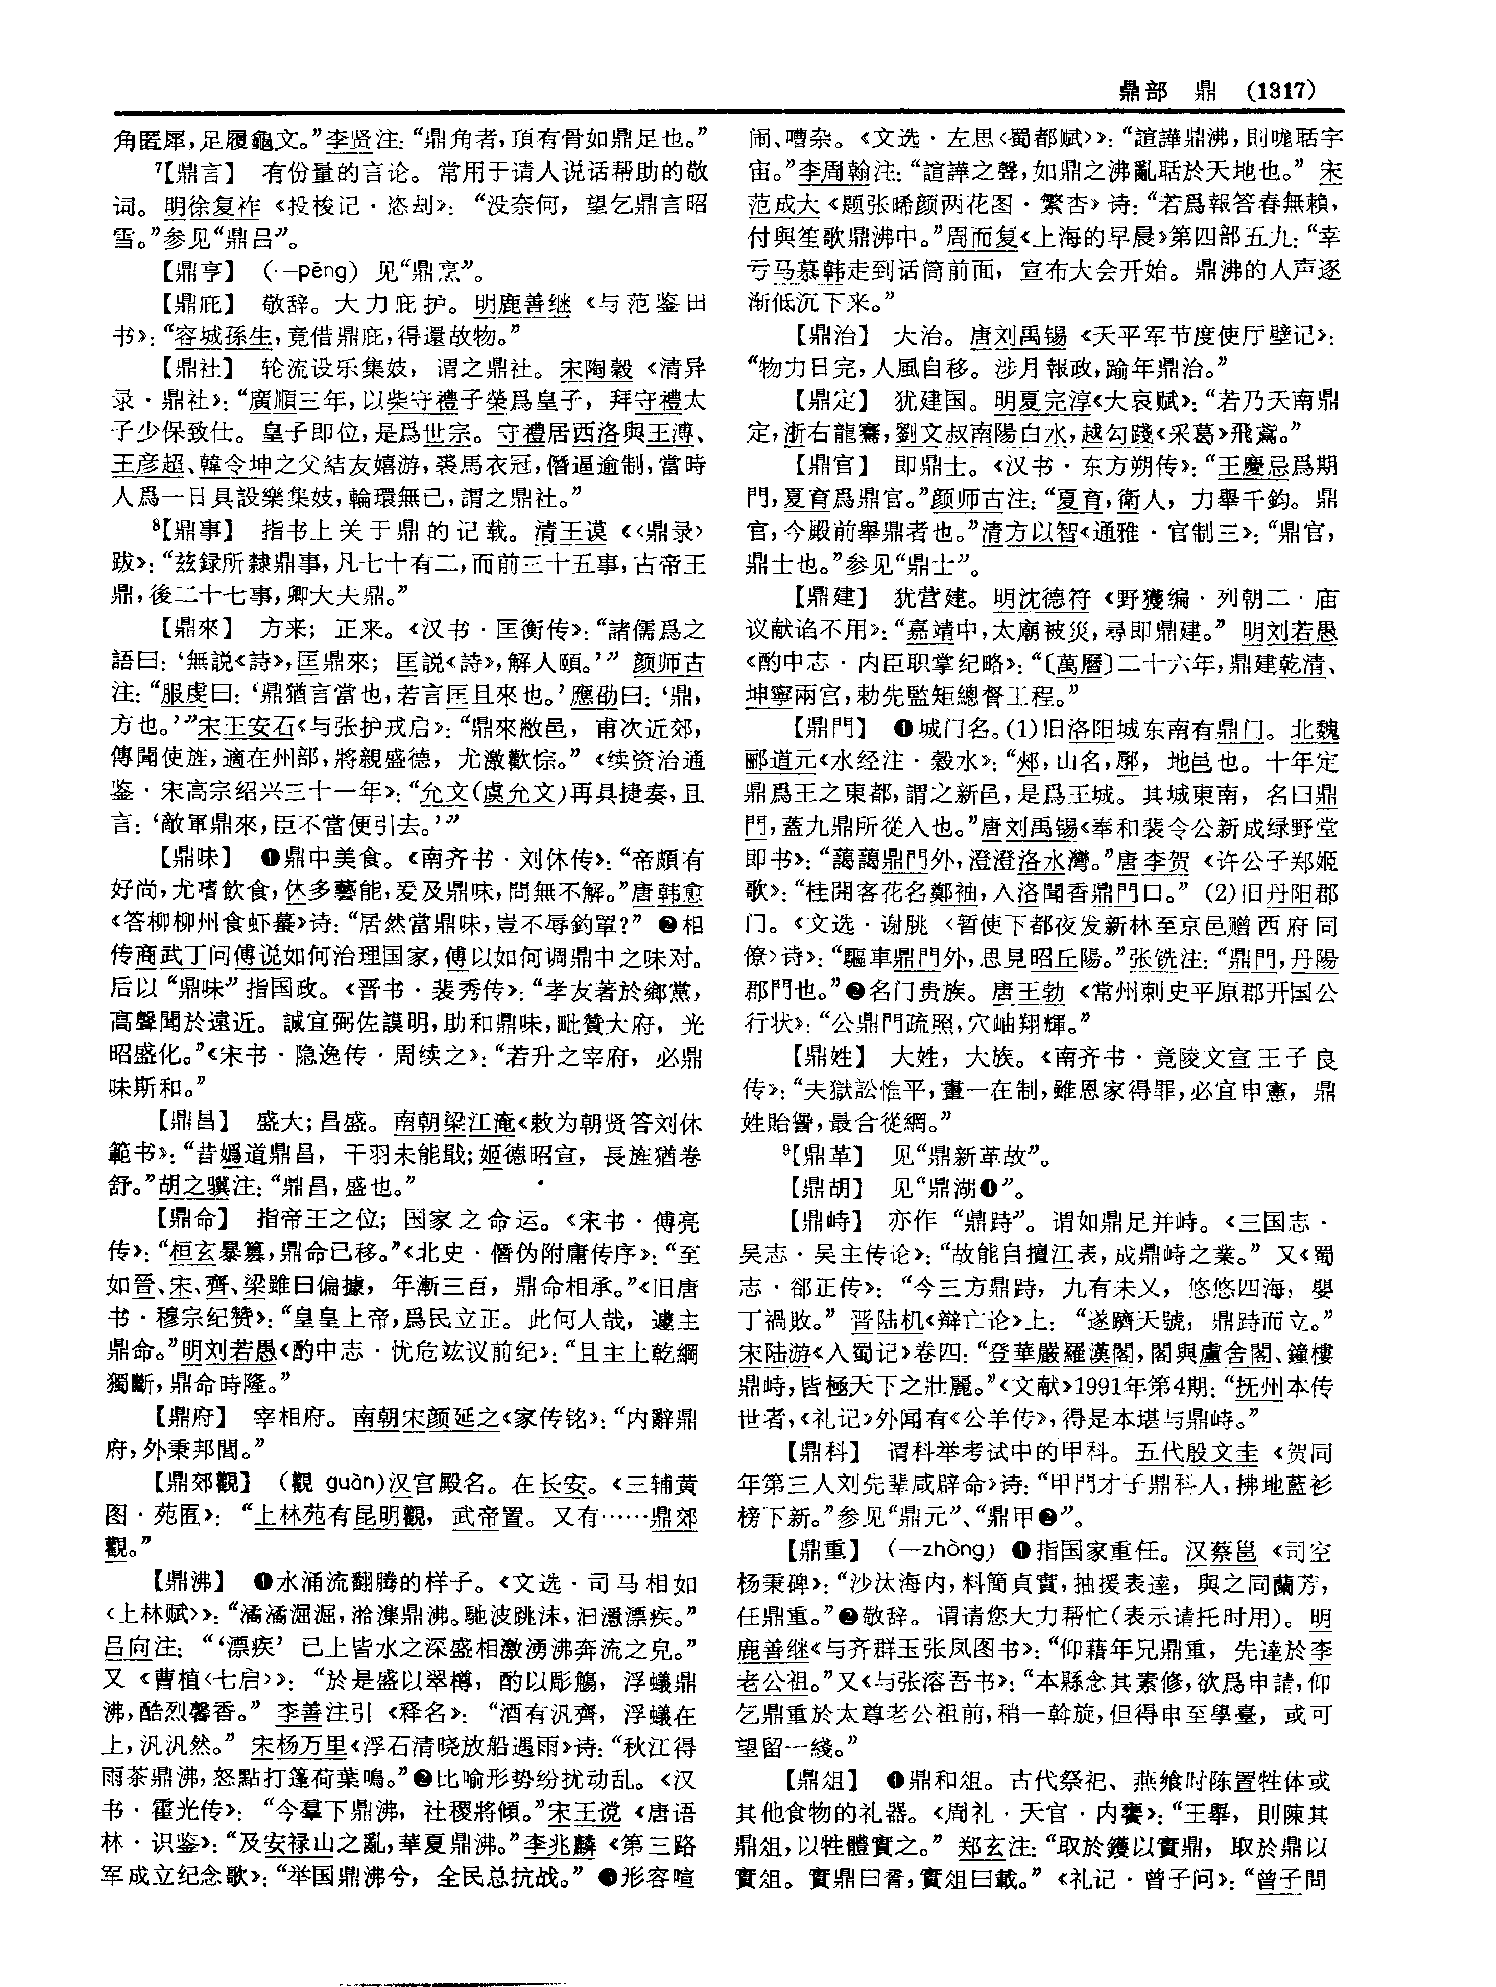 鼎部 鼎 (1317)
角匿犀，足履龜文。”李贤注：“鼎角者，頂有骨如鼎足也。”
⁷【鼎言】 有份量的言论。常用于请人说话帮助的敬
词。明徐复祚《投梭记·恣劫》：“没奈何，望乞鼎言昭
雪。”参见“鼎吕”。
【鼎亨】 (-pēng) 见“鼎烹”。
【鼎庇】 敬辞。大力庇护。明鹿善继《与范鉴田
书》：“容城孫生，竟借鼎庇，得還故物。”
【鼎社】 轮流设乐集妓，谓之鼎社。宋陶穀《清异
录·鼎社》：“廣順三年，以柴守禮子榮爲皇子，拜守禮太
子少保致仕。皇子即位，是爲世宗。守禮居西洛與王溥、
王彦超、韓令坤之父結友嬉游，裘馬衣冠，僭逼逾制，當時
人爲一日具設樂集妓，輪環無已，謂之鼎社。”
⁸【鼎事】 指书上关于鼎的记载。清王谟《〈鼎录〉
跋》：“兹録所隸鼎事，凡七十有二，而前三十五事，古帝王
鼎，後二十七事，卿大夫鼎。”
【鼎來】 方来；正来。《汉书·匡衡传》：“諸儒爲之
語曰：‘無説《詩》，匡鼎來；匡説《詩》，解人頤。’”颜师古
注：“服虔曰：‘鼎猶言當也，若言匡且來也。’應劭曰：‘鼎，
方也。’”宋王安石《与张护戎启》：“鼎來敝邑，甫次近郊，
傳聞使旌，適在州部，將親盛德，尤激歡悰。”《续资治通
鉴·宋高宗绍兴三十一年》：“允文(虞允文)再具捷奏，且
言：‘敵軍鼎來，臣不當便引去。’”
【鼎味】 ❶鼎中美食。《南齐书·刘休传》：“帝頗有
好尚，尤嗜飲食，休多藝能，爰及鼎味，問無不解。”唐韩愈
《答柳柳州食虾蟇》诗：“居然當鼎味，豈不辱釣罩？”❷相
传商武丁问傅说如何治理国家，傅以如何调鼎中之味对。
后以“鼎味”指国政。《晋书·裴秀传》：“孝友著於鄉黨，
高聲聞於遠近。誠宜弼佐謨明，助和鼎味，毗贊大府，光
昭盛化。”《宋书·隐逸传·周续之》：“若升之宰府，必鼎
味斯和。”
【鼎昌】 盛大；昌盛。南朝梁江淹《敕为朝贤答刘休
範书》：“昔嬀道鼎昌，干羽未能戢；姬德昭宣，長旌猶卷
舒。”胡之骥注：“鼎昌，盛也。”
【鼎命】 指帝王之位；国家之命运。《宋书·傅亮
传》：“桓玄暴篡，鼎命已移。”《北史·僭伪附庸传序》：“至
如晉、宋、齊、梁雖曰偏據，年漸三百，鼎命相承。”《旧唐
书·穆宗纪赞》：“皇皇上帝，爲民立正。此何人哉，遽主
鼎命。”明刘若愚《酌中志·忧危竑议前纪》：“且主上乾綱
獨斷，鼎命時隆。”
【鼎府】 宰相府。南朝宋颜延之《家传铭》：“内辭鼎
府，外秉邦閫。”
【鼎郊觀】 (觀 guàn)汉宫殿名。在长安。《三辅黄
图·苑囿》：“上林苑有昆明觀，武帝置。又有……鼎郊
觀。”
【鼎沸】 ❶水涌流翻腾的样子。《文选·司马相如
〈上林赋〉》：“潏潏淈淈，湁潗鼎沸。馳波跳沫，汩㴔漂疾。”
吕向注：“‘漂疾’已上皆水之深盛相激湧沸奔流之皃。”
又《曹植〈七启〉》：“於是盛以翠樽，酌以彫觴，浮蟻鼎
沸，酷烈馨香。”李善注引《释名》：“酒有汎齊，浮蟻在
上，汎汎然。”宋杨万里《浮石清晓放船遇雨》诗：“秋江得
雨茶鼎沸，怒點打篷荷葉鳴。”❷比喻形势纷扰动乱。《汉
书·霍光传》：“今羣下鼎沸，社稷將傾。”宋王谠《唐语
林·识鉴》：“及安禄山之亂，華夏鼎沸。”李兆麟《第三路
军成立纪念歌》：“举国鼎沸兮，全民总抗战。”❸形容喧
闹、嘈杂。《文选·左思〈蜀都赋〉》：“諠譁鼎沸，則哤聒宇
宙。”李周翰注：“諠譁之聲，如鼎之沸亂聒於天地也。”宋
范成大《题张晞颜两花图·繁杏》诗：“若爲報答春無賴，
付與笙歌鼎沸中。”周而复《上海的早晨》第四部五九：“幸
亏马慕韩走到话筒前面，宣布大会开始。鼎沸的人声逐
渐低沉下来。”
【鼎治】 大治。唐刘禹锡《天平军节度使厅壁记》：
“物力日完，人風自移。涉月報政，踰年鼎治。”
【鼎定】 犹建国。明夏完淳《大哀赋》：“若乃天南鼎
定，浙右龍騫，劉文叔南陽白水，越勾踐《采葛》飛鳶。”
【鼎官】 即鼎士。《汉书·东方朔传》：“王慶忌爲期
門，夏育爲鼎官。”颜师古注：“夏育，衛人，力舉千鈞。鼎
官，今殿前舉鼎者也。”清方以智《通雅·官制三》：“鼎官，
鼎士也。”参见“鼎士”。
【鼎建】 犹营建。明沈德符《野獲编·列朝二·庙
议献谄不用》：“嘉靖中，太廟被災，尋即鼎建。”明刘若愚
《酌中志·内臣职掌纪略》：“〔萬曆〕二十六年，鼎建乾清、
坤寧兩宫，勅先監矩總督工程。”
【鼎門】 ❶城门名。(1)旧洛阳城东南有鼎门。北魏
郦道元《水经注·穀水》：“郟，山名，鄏，地邑也。十年定
鼎爲王之東都，謂之新邑，是爲王城。其城東南，名曰鼎
門，蓋九鼎所從入也。”唐刘禹锡《奉和裴令公新成绿野堂
即书》：“藹藹鼎門外，澄澄洛水灣。”唐李贺《许公子郑姬
歌》：“桂開客花名鄭袖，入洛聞香鼎門口。”(2)旧丹阳郡
门。《文选·谢朓〈暂使下都夜发新林至京邑赠西府同
僚〉诗》：“驅車鼎門外，思見昭丘陽。”张铣注：“鼎門，丹陽
郡門也。”❷名门贵族。唐王勃《常州刺史平原郡开国公
行状》：“公鼎門疏照，穴岫翔輝。”
【鼎姓】 大姓，大族。《南齐书·竟陵文宣王子良
传》：“夫獄訟惟平，畫一在制，雖恩家得罪，必宜申憲，鼎
姓貽譽，最合從網。”
⁹【鼎革】 见“鼎新革故”。
【鼎胡】 见“鼎湖❶”。
【鼎峙】 亦作“鼎跱”。谓如鼎足并峙。《三国志·
吴志·吴主传论》：“故能自擅江表，成鼎峙之業。”又《蜀
志·郤正传》：“今三方鼎跱，九有未乂，悠悠四海，嬰
丁禍敗。”晋陆机《辩亡论》上：“遂躋天號，鼎跱而立。”
宋陆游《入蜀记》卷四：“登華嚴羅漢閣，閣與盧舍閣、鐘樓
鼎峙，皆極天下之壯麗。”《文献》1991年第4期：“抚州本传
世者，《礼记》外闻有《公羊传》，得是本堪与鼎峙。”
【鼎科】 谓科举考试中的甲科。五代殷文圭《贺同
年第三人刘先辈咸辟命》诗：“甲門才子鼎科人，拂地藍衫
榜下新。”参见“鼎元”、“鼎甲❷”。
【鼎重】 (-zhòng) ❶指国家重任。汉蔡邕《司空
杨秉碑》：“沙汰海内，料簡貞實，抽援表達，與之同蘭芳，
任鼎重。”❷敬辞。谓请您大力帮忙(表示请托时用)。明
鹿善继《与齐群玉张凤图书》：“仰藉年兄鼎重，先達於李
老公祖。”又《与张溶吾书》：“本縣念其素修，欲爲申請，仰
乞鼎重於太尊老公祖前，稍一斡旋，但得申至學臺，或可
望留一綫。”
【鼎俎】 ❶鼎和俎。古代祭祀、燕飨时陈置牲体或
其他食物的礼器。《周礼·天官·内饔》：“王舉，則陳其
鼎俎，以牲體實之。”郑玄注：“取於鑊以實鼎，取於鼎以
實俎。實鼎曰脀，實俎曰載。”《礼记·曾子问》：“曾子問